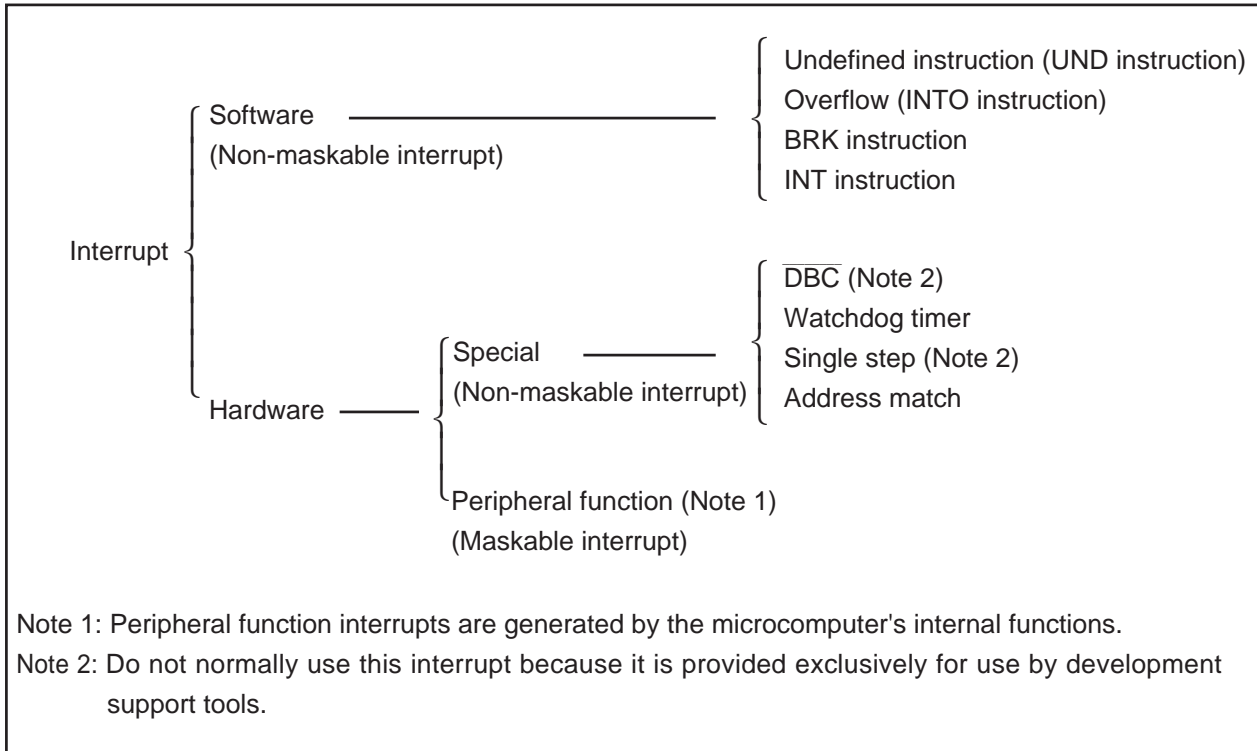 Undefined instruction (UND instruction)
Overflow (INTO instruction)
BRK instruction
INT instruction
Software
(Non-maskable interrupt)
Interrupt
Hardware
Special
(Non-maskable interrupt)
DBC (Note 2)
Watchdog timer
Single step (Note 2)
Address match
Peripheral function (Note 1)
(Maskable interrupt)
Note 1: Peripheral function interrupts are generated by the microcomputer's internal functions.
Note 2: Do not normally use this interrupt because it is provided exclusively for use by development
support tools.